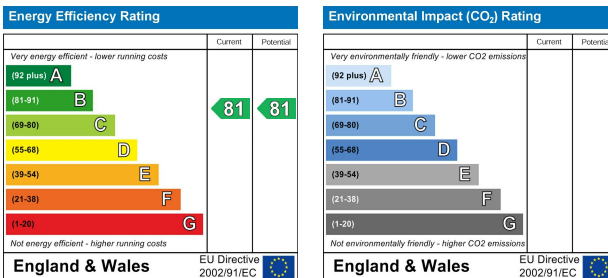 Energy Efficiency Rating
Current Potential
Very energy efficient - lower running costs
(92 plus) A
(81-91) B
(69-80) C
(55-68) D
(39-54) E
(21-38) F
(1-20) G
81 81
Not energy efficient - higher running costs
England & Wales
EU Directive
2002/91/EC
Environmental Impact (CO2) Rating
Current Potential
Very environmentally friendly - lower CO2 emissions
(92 plus) A
(81-91) B
(69-80) C
(55-68) D
(39-54) E
(21-38) F
(1-20) G
Not environmentally friendly - higher CO2 emissions
England & Wales
EU Directive
2002/91/EC